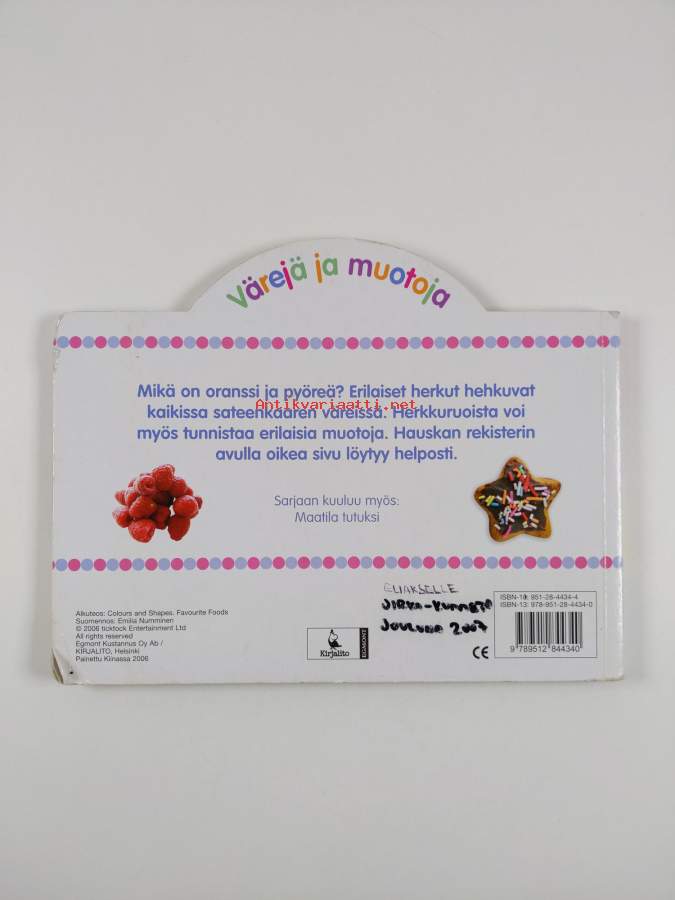 Värejä ja muotoja
Mikä on oranssi ja pyöreä? Erilaiset herkut hehkuvat
kaikissa sateenkaaren väreissä. Herkkuruoista voi
myös tunnistaa erilaisia muotoja. Hauskan rekisterin
avulla oikea sivu löytyy helposti.
Antikvariaatti.net
Sarjaan kuuluu myös:
Maatila tutuksi
Alkuteos: Colours and Shapes. Favourite Foods
Suomennos: Emilia Numminen
© 2006 ticktock Entertainment Ltd
All rights reserved
Egmont Kustannus Oy Ab /
KIRJALITO, Helsinki
Painettu Kiinassa 2006
Kirjalito
EGMONT
ELIAKSELLE
JOULUNA 2007
CE
ISBN-10: 951-28-4434-4
ISBN-13: 978-951-28-4434-0
9 789512 844340